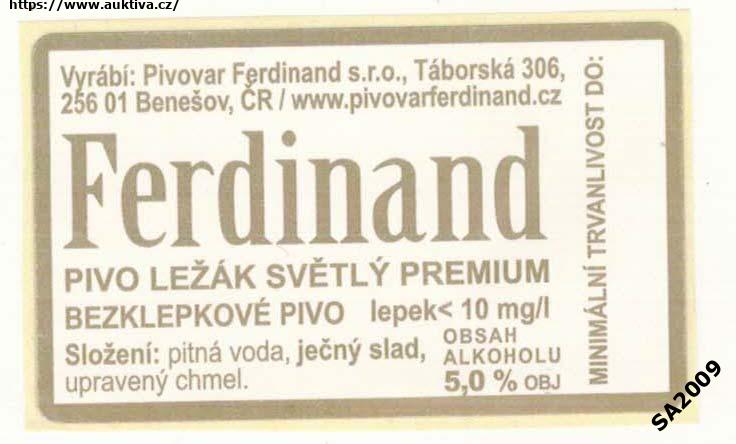 https://www.auktiva.cz/
Vyrábí: Pivovar Ferdinand s.r.o., Táborská 306,
256 01 Benešov, ČR / www.pivovarferdinand.cz
Ferdinand
PIVO LEŽÁK SVĚTLÝ PREMIUM
BEZKLEPKOVÉ PIVO lepek< 10 mg/l
Složení: pitná voda, ječný slad,
upravený chmel.
OBSAH
ALKOHOLU
5,0 % OBJ
MINIMÁLNÍ TRVANLIVOST DO:
SA2009